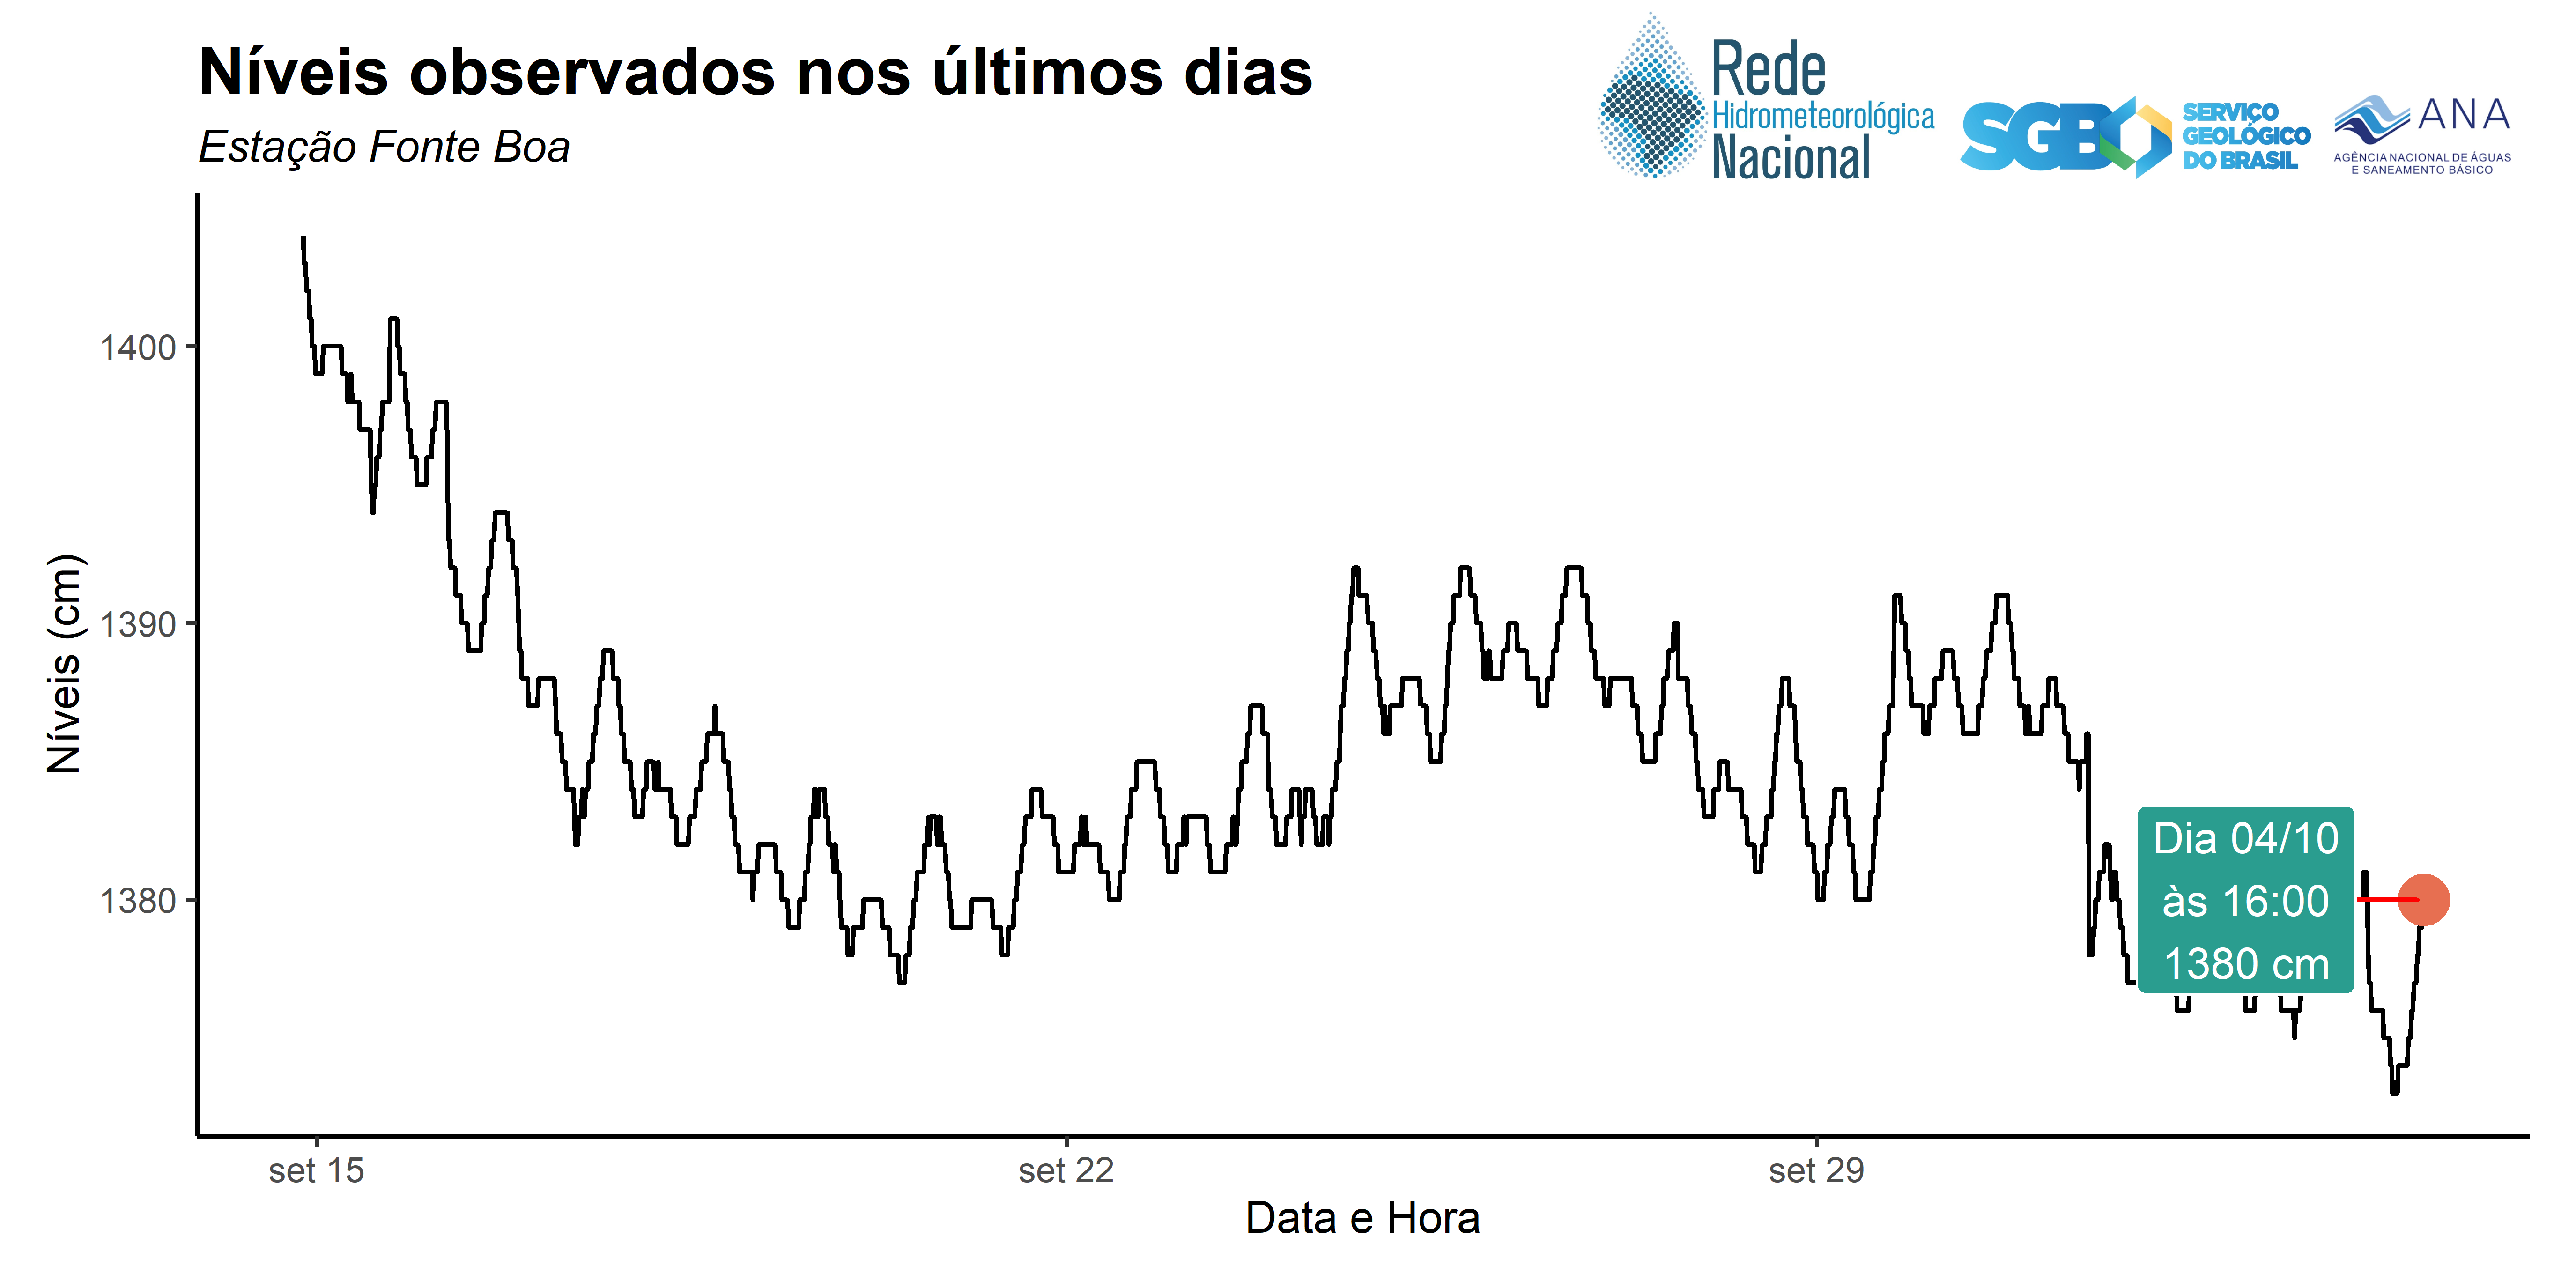 Níveis observados nos últimos dias
Estação Fonte Boa
Rede
Hidrometeorológica
Nacional
SGB
SERVIÇO
GEOLÓGICO
DO BRASIL
ANA
AGÊNCIA NACIONAL DE ÁGUAS
E SANEAMENTO BÁSICO
Níveis (cm)
1400
1390
1380
Dia 04/10
às 16:00
1380 cm
set 15
set 22
set 29
Data e Hora